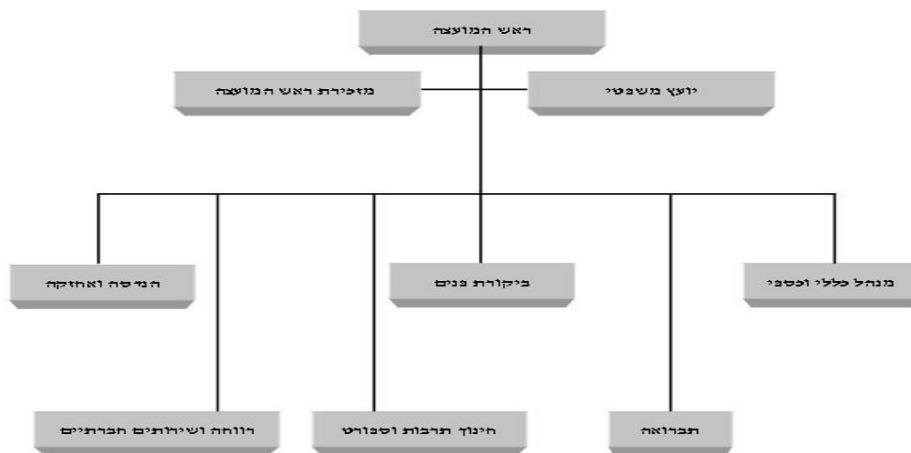 ראש המועצה
יועץ משפטי
מזכירת ראש המועצה
מנהל כללי וכספי
ביקורת פנים
הנדסה ואחזקה
תברואה
חינוך תרבות וספורט
רווחה ושירותים חברתיים